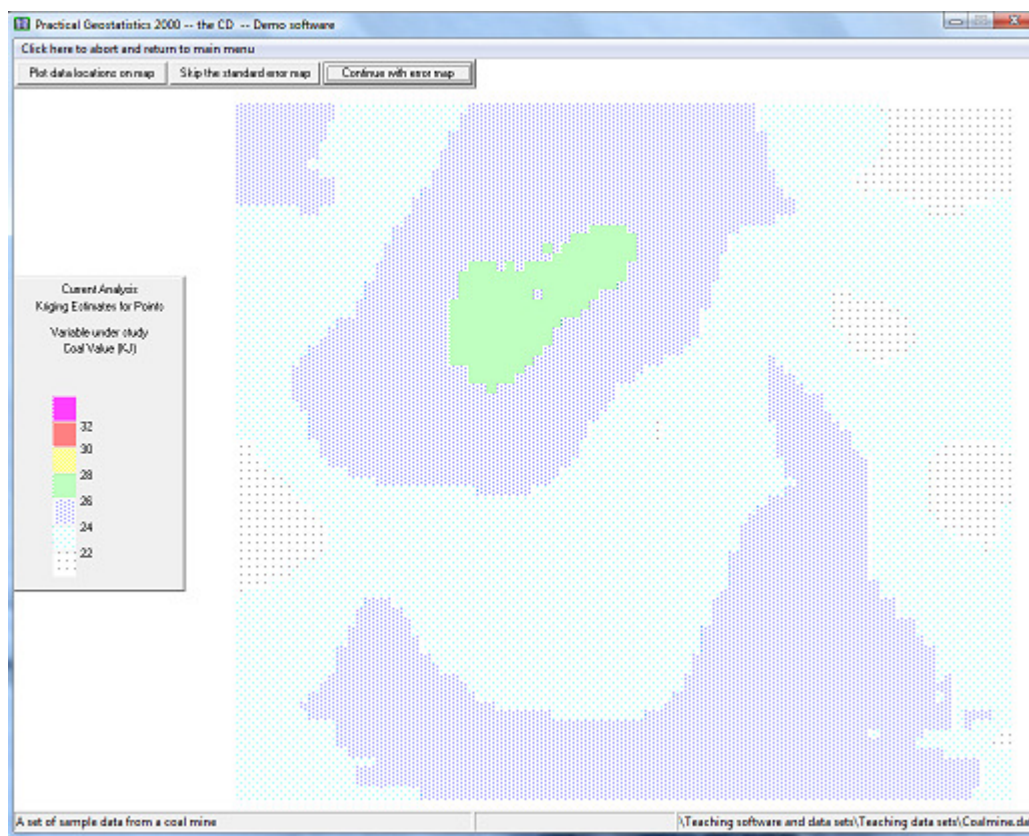 Practical Geostatistics 2000 -- the CD -- Demo software
Click here to abort and return to main menu
Plot data locations on map
Skip the standard error map
Continue with error map
Current Analysis
Kriging Estimates for Points
Variable under study
Coal Value (KJ)
32
30
28
26
24
22
A set of sample data from a coal mine
\Teaching software and data sets\Teaching data sets\Coalmine.da